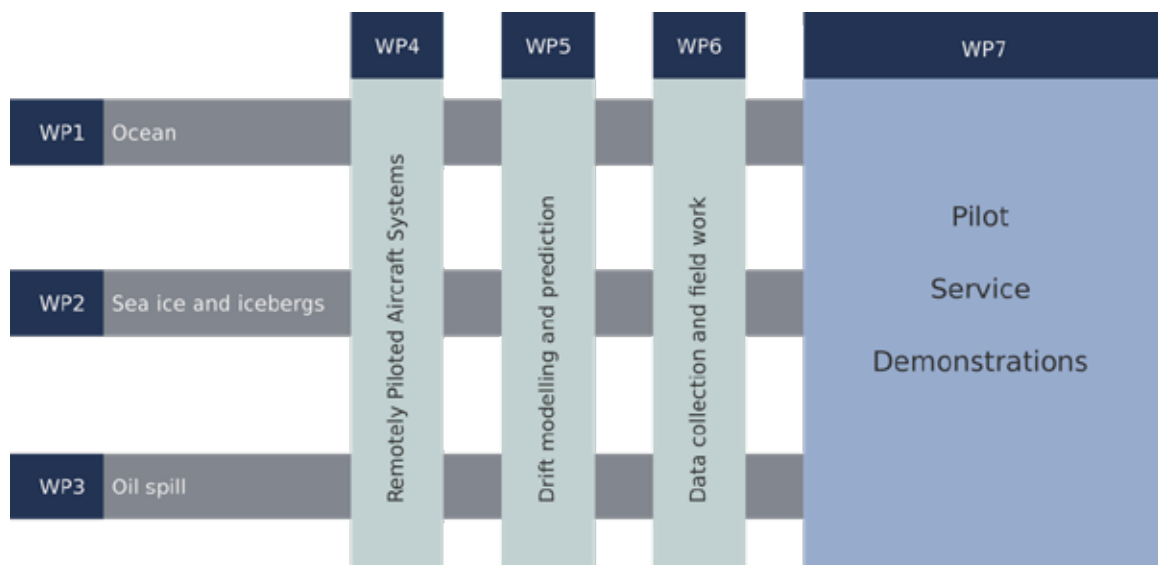 WP4
WP5
WP6
WP7
WP1
Ocean
WP2
Sea ice and icebergs
WP3
Oil spill
Remotely Piloted Aircraft Systems
Drift modelling and prediction
Data collection and field work
Pilot
Service
Demonstrations